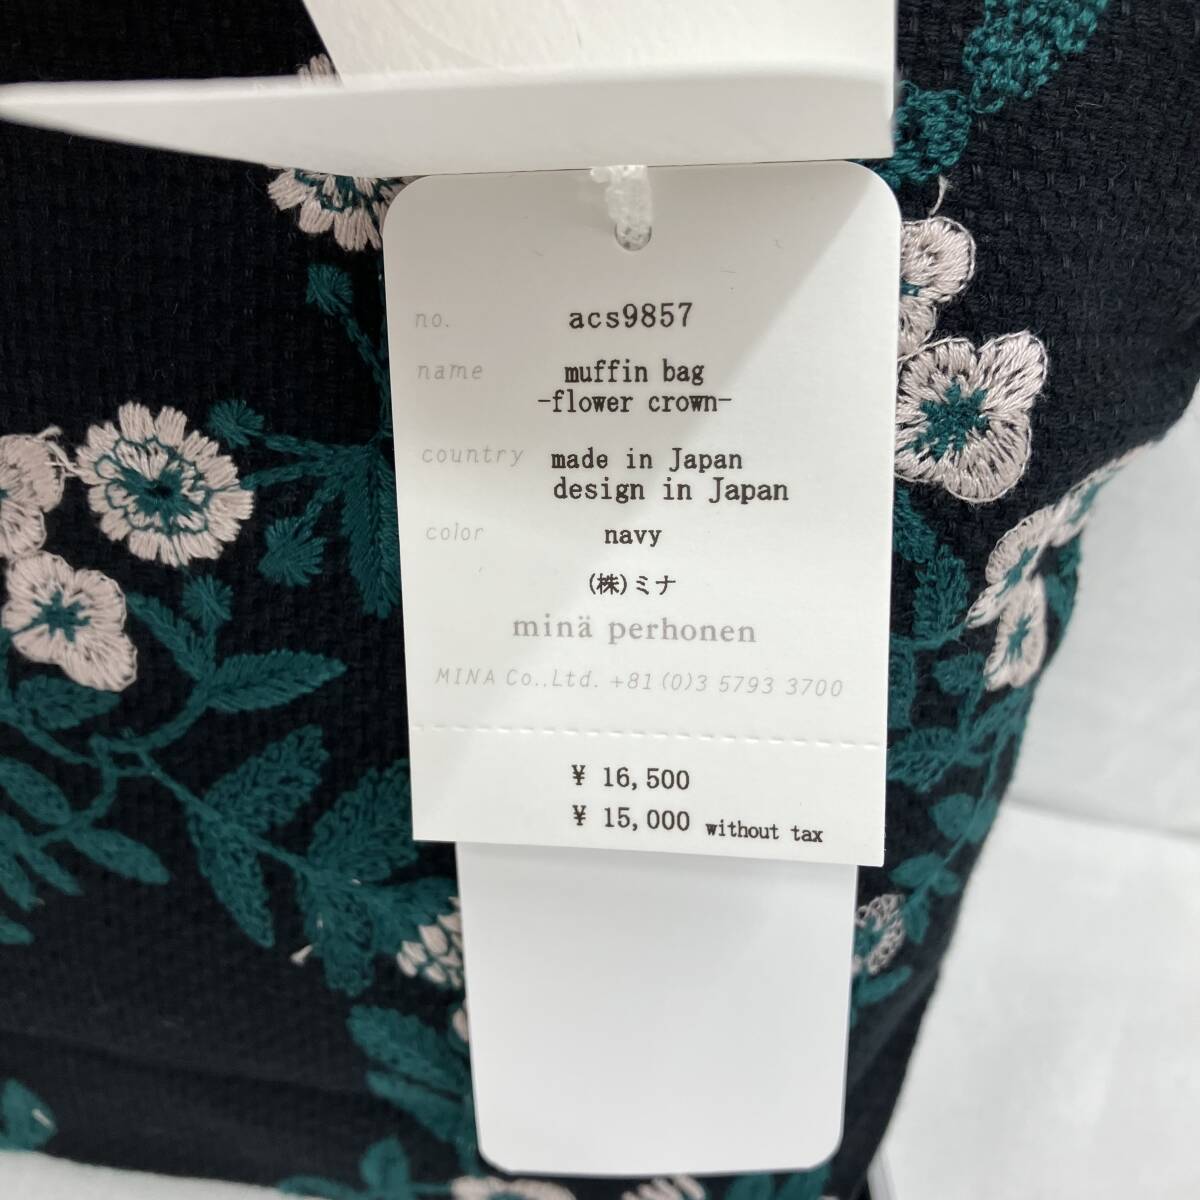 no. acs9857
name muffin bag
-flower crown-
country made in Japan
design in Japan
color navy
(株)ミナ
minä perhonen
MINA Co.,Ltd. +81(0)3 5793 3700
¥ 16,500
¥ 15,000 without tax